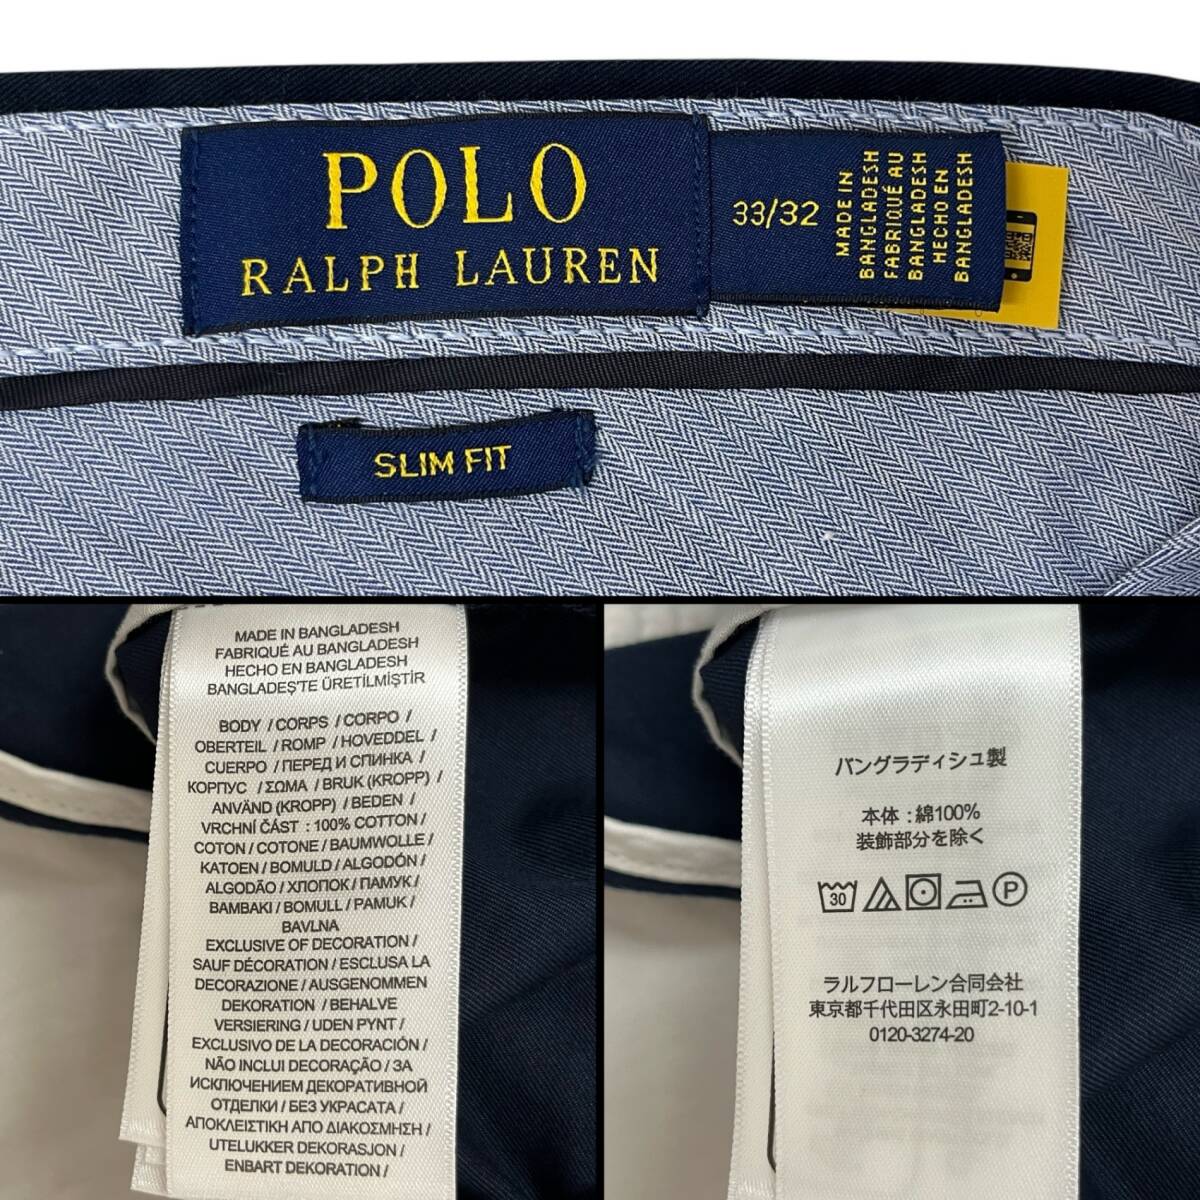 POLO
RALPH LAUREN
33/32
MADE IN
BANGLADESH
FABRIQUÉ AU
BANGLADESH
HECHO EN
BANGLADESH
SLIM FIT
MADE IN BANGLADESH
FABRIQUÉ AU BANGLADESH
HECHO EN BANGLADESH
BANGLADEŞ'TE ÜRETİLMİŞTİR
BODY / CORPS / CORPO /
OBERTEIL / ROMP / HOVEDDEL /
CUERPO / ПЕРЕД И СПИНКА /
КОРПУС / ΣΩΜΑ / BRUK (KROPP) /
ANVÄND (KROPP) / BEDEN /
VRCHNÍ ČÁST : 100% COTTON /
COTON / COTONE / BAUMWOLLE /
KATOEN / BOMULD / ALGODÓN /
ALGODÃO / ХЛОПОК / ПАМУК /
ΒΑΜΒΑΚΙ / BOMULL / PAMUK /
BAVLNA
EXCLUSIVE OF DECORATION /
SAUF DÉCORATION / ESCLUSA LA
DECORAZIONE / AUSGENOMMEN
DEKORATION / BEHALVE
VERSIERING / UDEN PYNT /
EXCLUSIVO DE LA DECORACIÓN /
NÃO INCLUI DECORAÇÃO / ЗА
ИСКЛЮЧЕНИЕМ ДЕКОРАТИВНОЙ
ОТДЕЛКИ / БЕЗ УКРАСАТА /
ΑΠΟΚΛΕΙΣΤΙΚΗ ΑΠΟ ΔΙΑΚΟΣΜΗΣΗ /
UTELUKKER DEKORASJON /
ENBART DEKORATION /
バングラディシュ製
本体 : 綿100%
装飾部分を除く
30
P
ラルフローレン合同会社
東京都千代田区永田町2-10-1
0120-3274-20